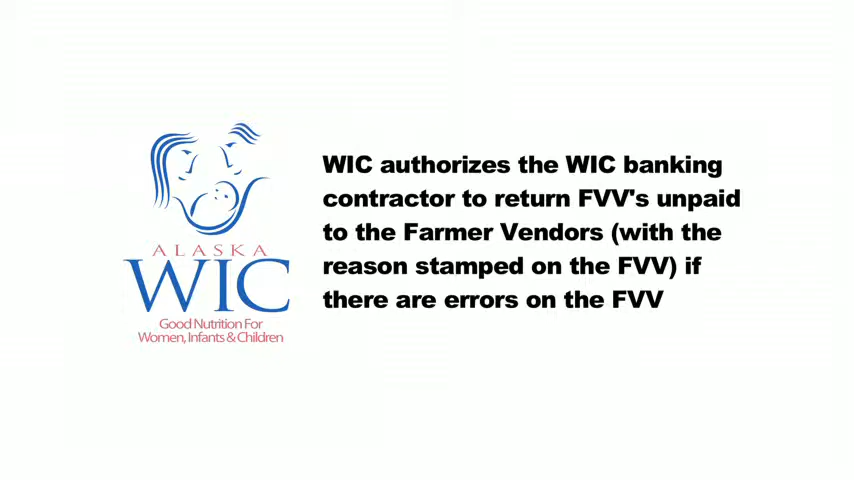 ALASKA
WIC
Good Nutrition For
Women, Infants & Children
WIC authorizes the WIC banking
contractor to return FVV's unpaid
to the Farmer Vendors (with the
reason stamped on the FVV) if
there are errors on the FVV